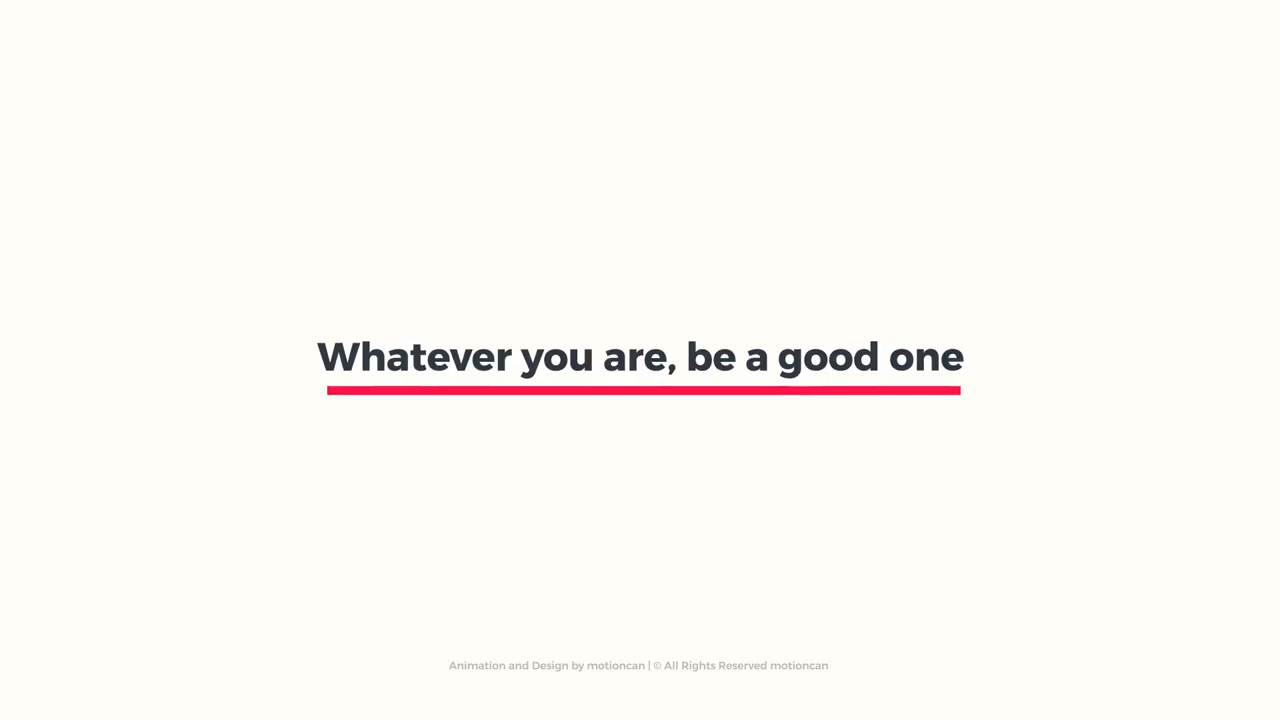 Whatever you are, be a good one
Animation and Design by motioncan | © All Rights Reserved motioncan